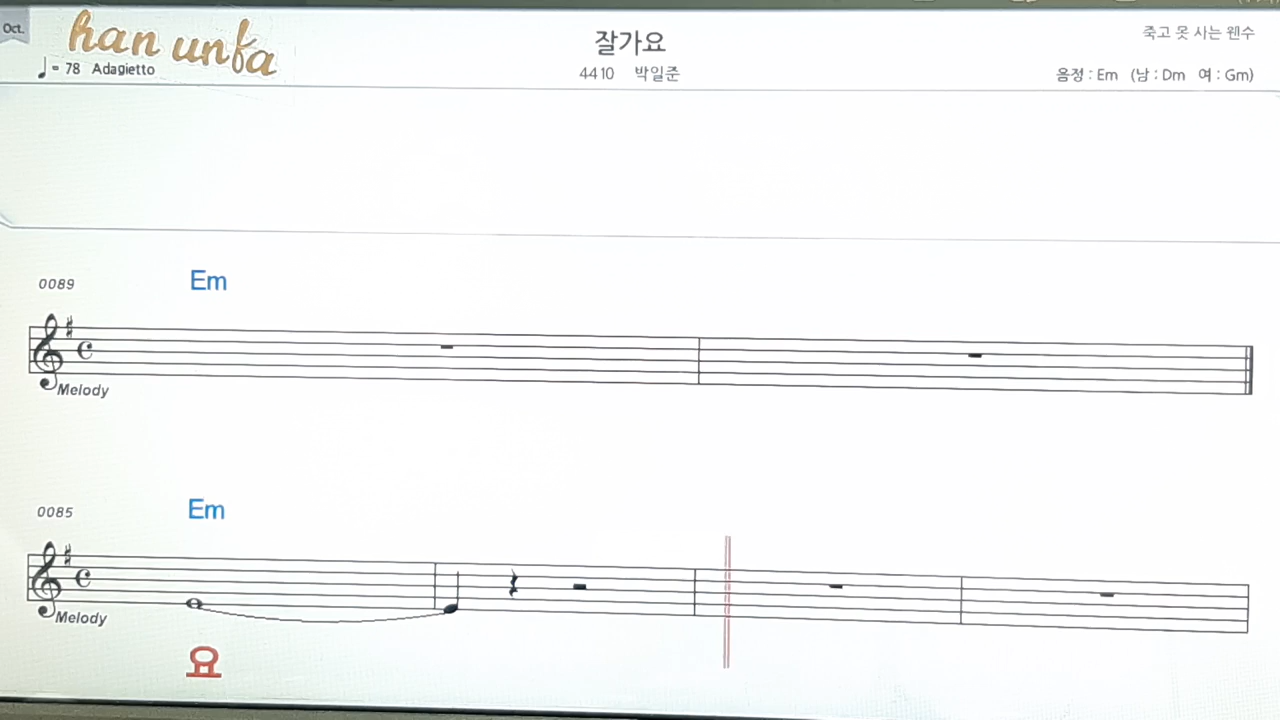 Oct.
han unfa
♩= 78 Adagietto
잘가요
4410 박일준
죽고 못 사는 웬수
음정 : Em (남 : Dm 여 : Gm)
0089
Em
Melody
0085
Em
Melody
요